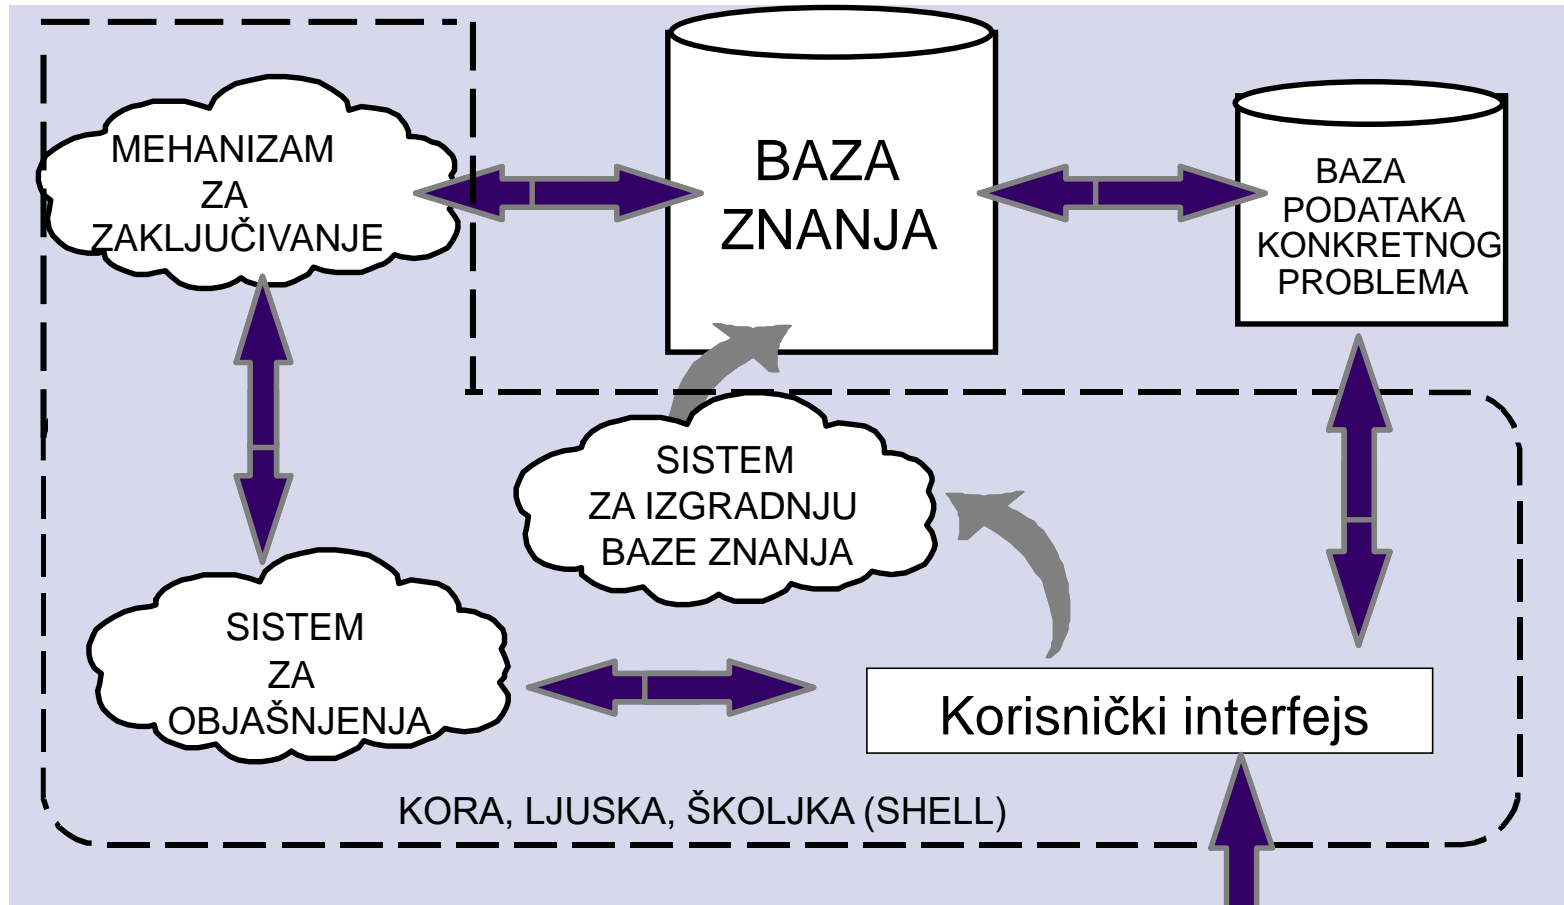 MEHANIZAM
ZA
ZAKLJUČIVANJE
BAZA
ZNANJA
BAZA
PODATAKA
KONKRETNOG
PROBLEMA
SISTEM
ZA IZGRADNJU
BAZE ZNANJA
SISTEM
ZA
OBJAŠNJENJA
Korisnički interfejs
KORA, LJUSKA, ŠKOLJKA (SHELL)